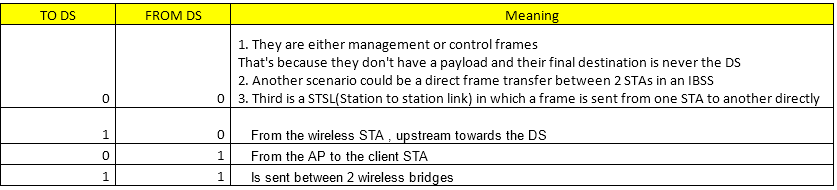 TO DS FROM DS Meaning
1. They are either management or control frames
That's because they don't have a payload and their final destination is never the DS
2. Another scenario could be a direct frame transfer between 2 STAs in an IBSS
0 0 3. Third is a STSL(Station to station link) in which a frame is sent from one STA to another directly
1 0 From the wireless STA , upstream towards the DS
0 1 From the AP to the client STA
1 1 Is sent between 2 wireless bridges